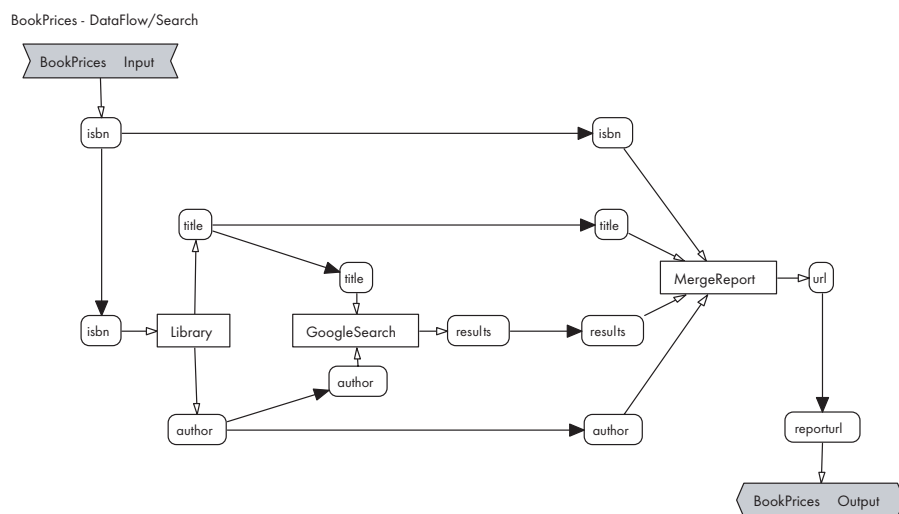 BookPrices - DataFlow/Search
BookPrices Input
isbn
isbn
title
title
title
MergeReport
url
isbn
Library
GoogleSearch
results
results
author
author
author
reporturl
BookPrices Output